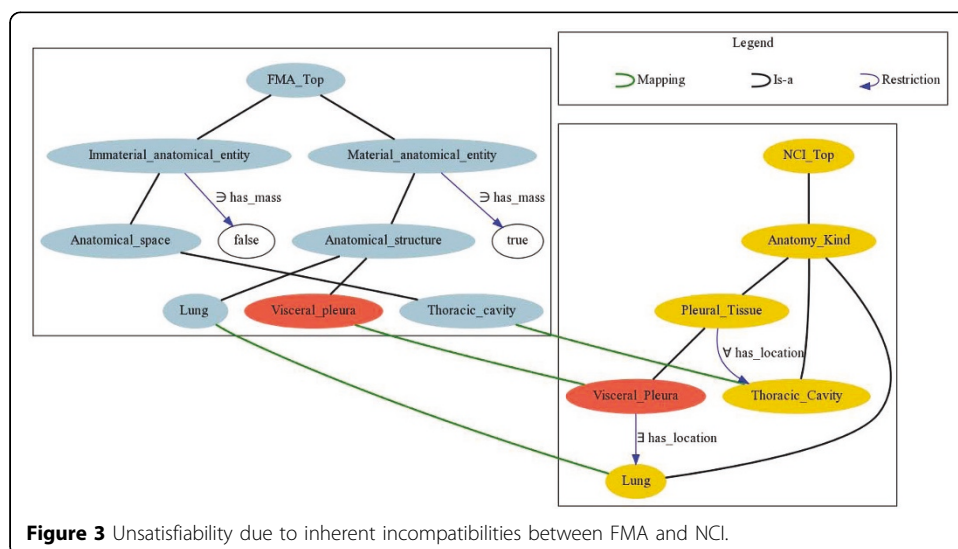 Legend
Mapping
Is-a
Restriction
FMA_Top
Immaterial_anatomical_entity
Material_anatomical_entity
∋ has_mass
∋ has_mass
Anatomical_space
false
Anatomical_structure
true
Lung
Visceral_pleura
Thoracic_cavity
NCI_Top
Anatomy_Kind
Pleural_Tissue
∀ has_location
Visceral_Pleura
Thoracic_Cavity
∃ has_location
Lung
Figure 3 Unsatisfiability due to inherent incompatibilities between FMA and NCI.